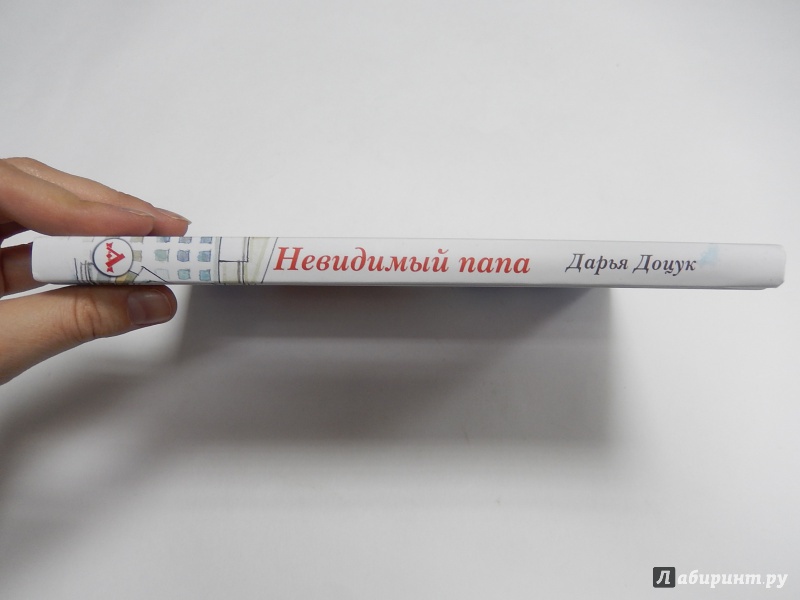 Невидимый папа Дарья Доцук
Лабиринт.ру